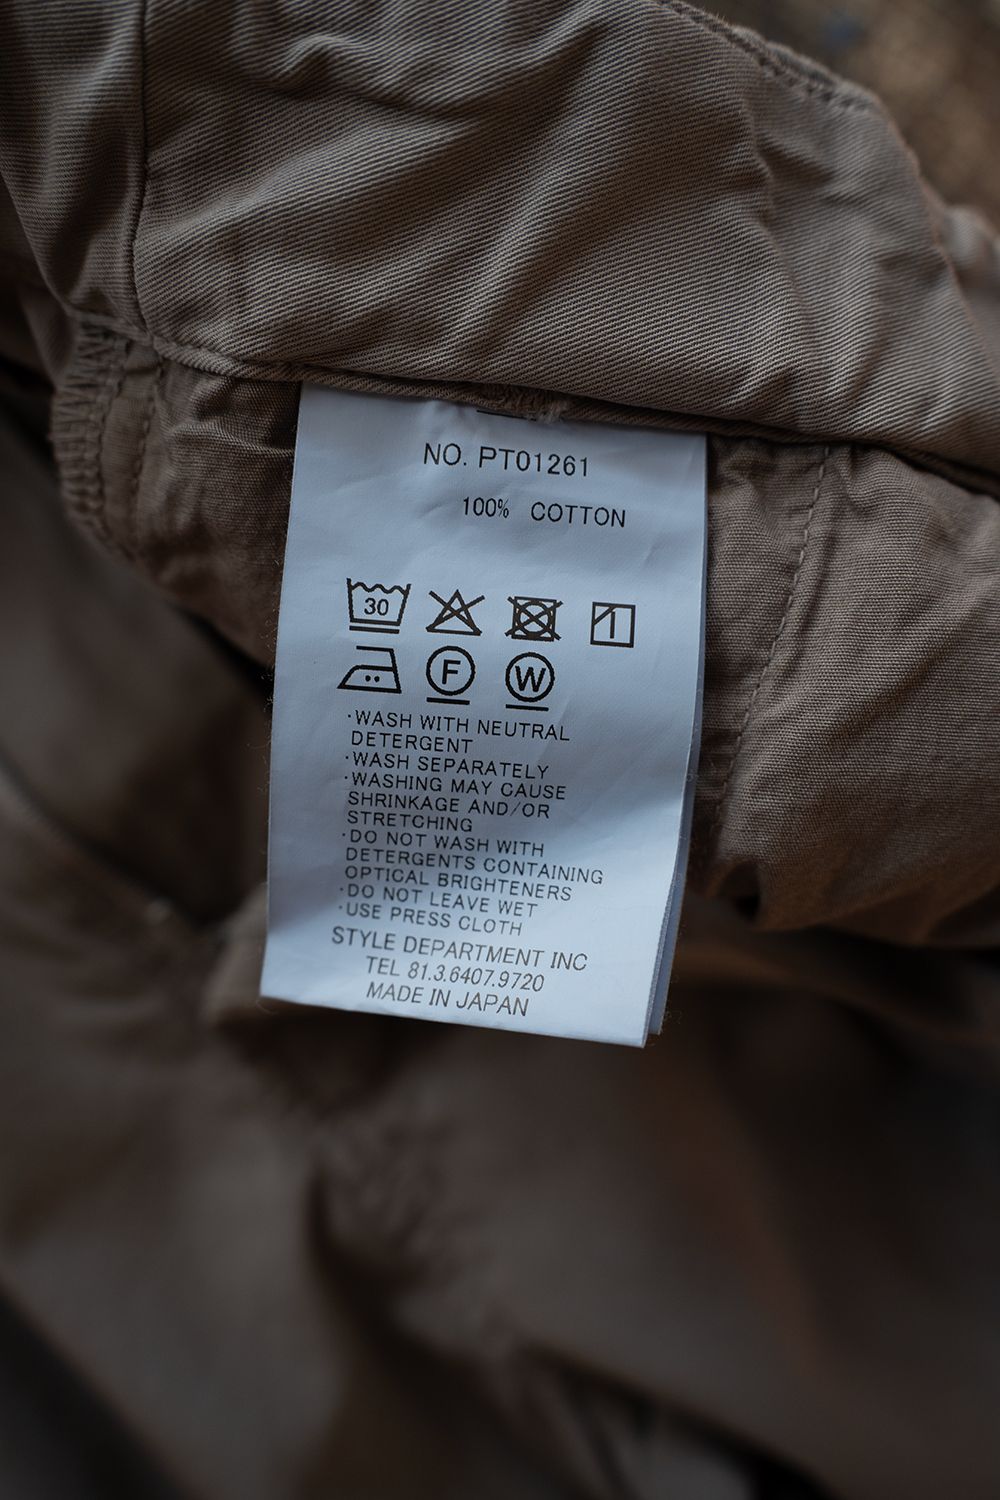 NO. PT01261
100% COTTON
30
F W
·WASH WITH NEUTRAL
DETERGENT
·WASH SEPARATELY
·WASHING MAY CAUSE
SHRINKAGE AND/OR
STRETCHING
·DO NOT WASH WITH
DETERGENTS CONTAINING
OPTICAL BRIGHTENERS
·DO NOT LEAVE WET
·USE PRESS CLOTH
STYLE DEPARTMENT INC
TEL 81.3.6407.9720
MADE IN JAPAN